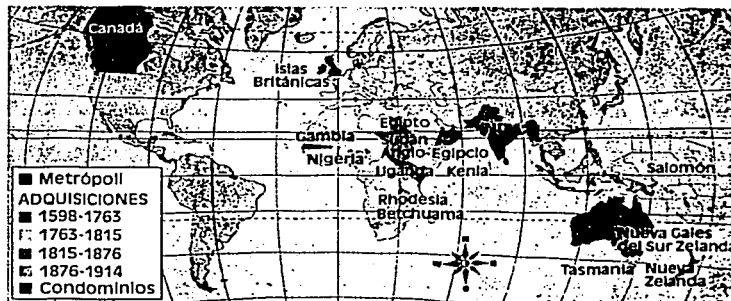 Canadá
Islas
Británicas
Egipto
Sudán
Anglo-Egipcio
Gambia
Nigeria
Uganda Kenia
Salomón
Rhodesia
Betchuama
Nueva Gales
del Sur Zelanda
Tasmania
Nueva
Zelanda
Metrópoli
ADQUISICIONES
1598-1763
1763-1815
1815-1876
1876-1914
Condominios